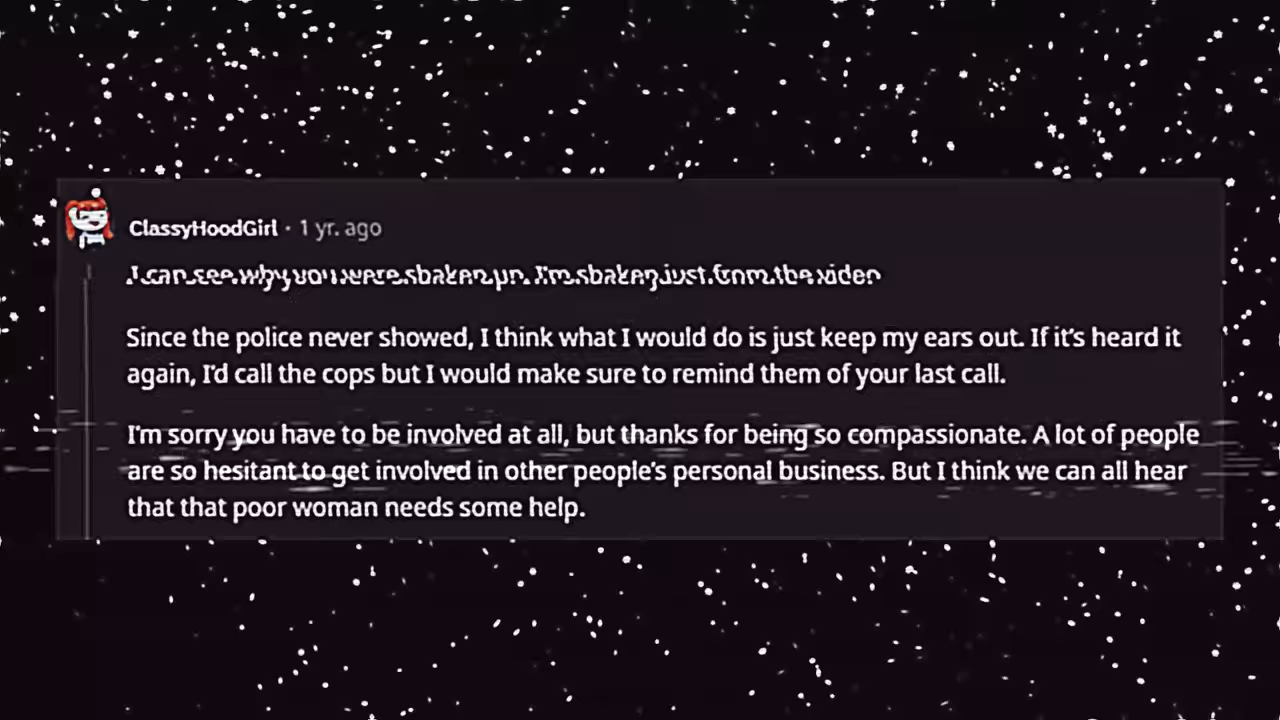 ClassyHoodGirl · 1 yr. ago
I can see why you were shaken up. I'm shaken just from the video
Since the police never showed, I think what I would do is just keep my ears out. If it's heard it
again, I'd call the cops but I would make sure to remind them of your last call.
I'm sorry you have to be involved at all, but thanks for being so compassionate. A lot of people
are so hesitant to get involved in other people's personal business. But I think we can all hear
that that poor woman needs some help.